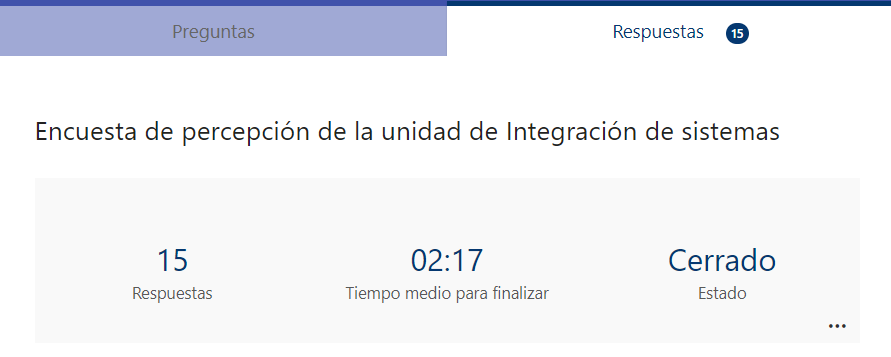 Preguntas
Respuestas 15
Encuesta de percepción de la unidad de Integración de sistemas
15 02:17 Cerrado
Respuestas Tiempo medio para finalizar Estado
...